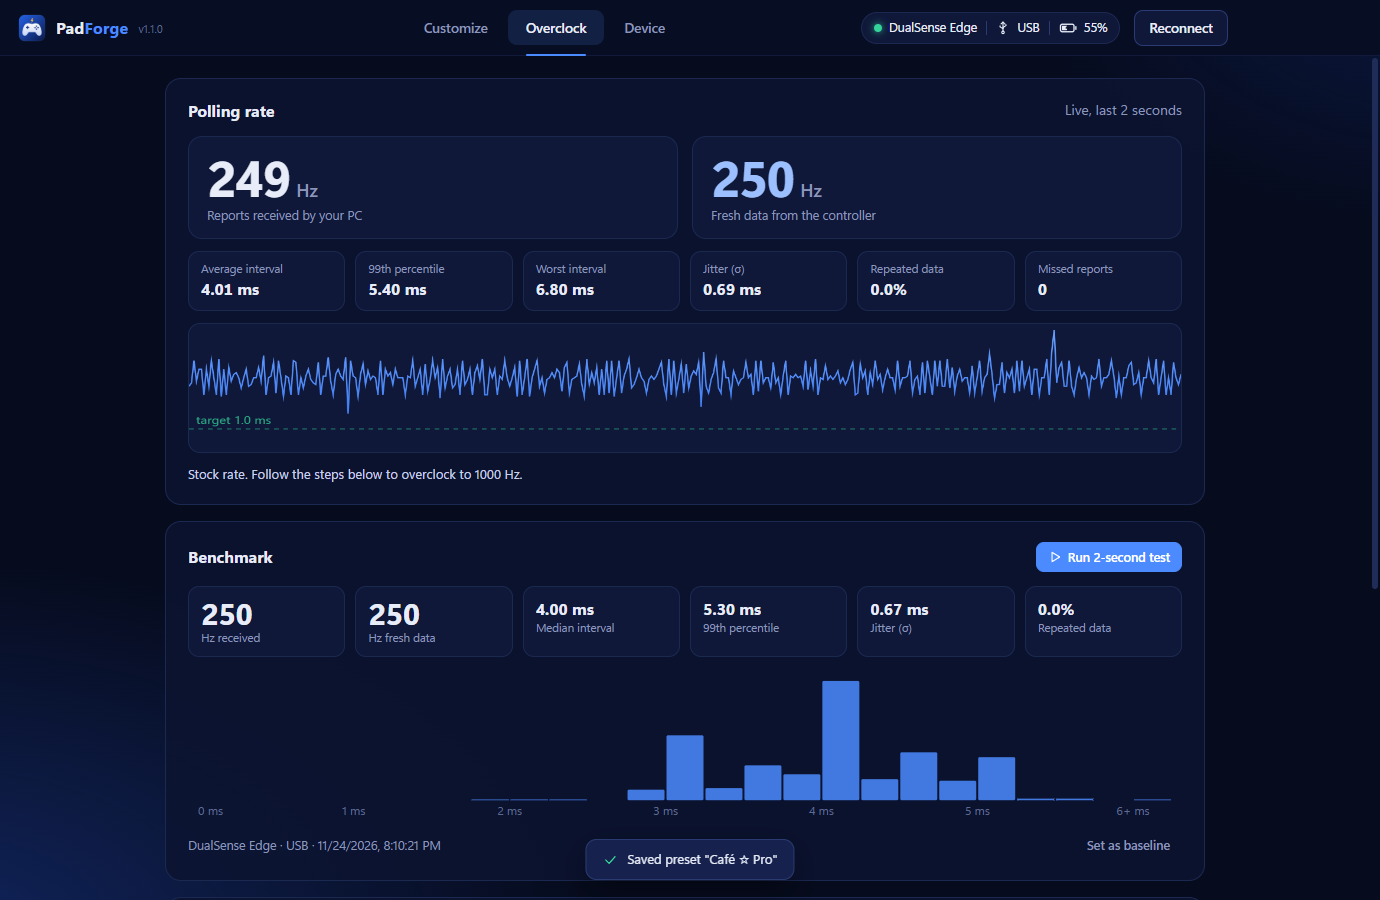 PadForge v1.1.0
Customize
Overclock
Device
DualSense Edge
USB
55%
Reconnect
Polling rate
Live, last 2 seconds
249 Hz
Reports received by your PC
250 Hz
Fresh data from the controller
Average interval
4.01 ms
99th percentile
5.40 ms
Worst interval
6.80 ms
Jitter (σ)
0.69 ms
Repeated data
0.0%
Missed reports
0
target 1.0 ms
Stock rate. Follow the steps below to overclock to 1000 Hz.
Benchmark
Run 2-second test
250
Hz received
250
Hz fresh data
4.00 ms
Median interval
5.30 ms
99th percentile
0.67 ms
Jitter (σ)
0.0%
Repeated data
0 ms
1 ms
2 ms
3 ms
4 ms
5 ms
6+ ms
DualSense Edge · USB · 11/24/2026, 8:10:21 PM
Set as baseline
Saved preset "Café ☆ Pro"